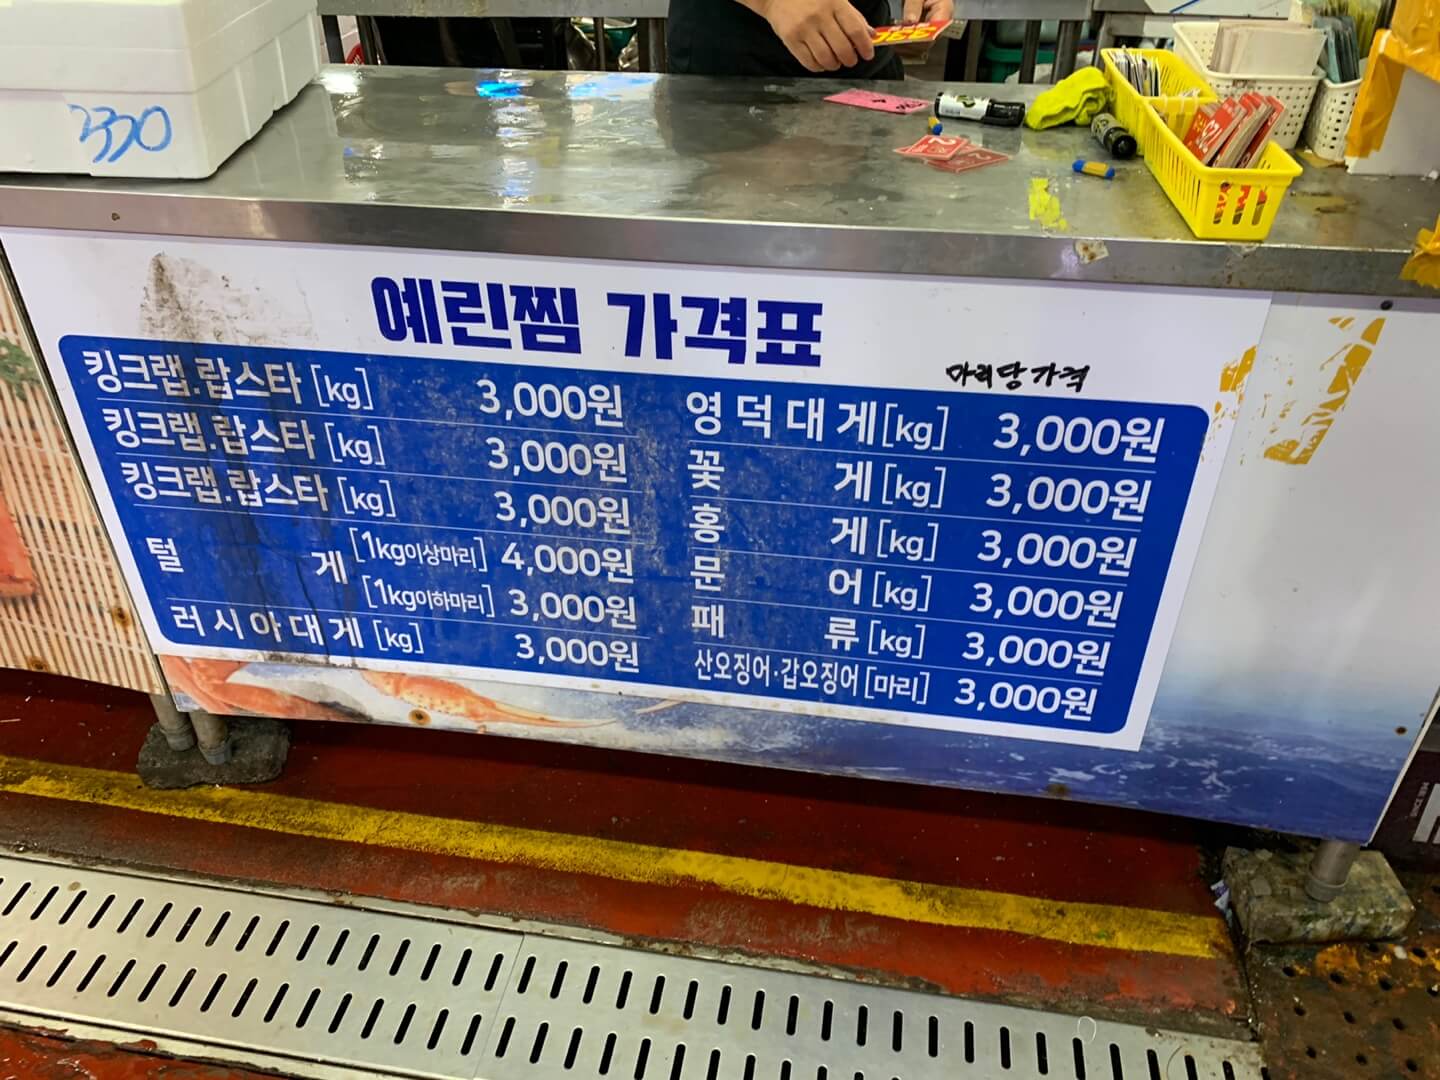 330
예린찜 가격표
마리당 가격
킹크랩.랍스타 [kg] 3,000원
킹크랩.랍스타 [kg] 3,000원
킹크랩.랍스타 [kg] 3,000원
털 게 [1kg이상마리] 4,000원
[1kg이하마리] 3,000원
러시아대게 [kg] 3,000원
영덕대게 [kg] 3,000원
꽃 게 [kg] 3,000원
홍 게 [kg] 3,000원
문 어 [kg] 3,000원
패 류 [kg] 3,000원
산오징어·갑오징어 [마리] 3,000원